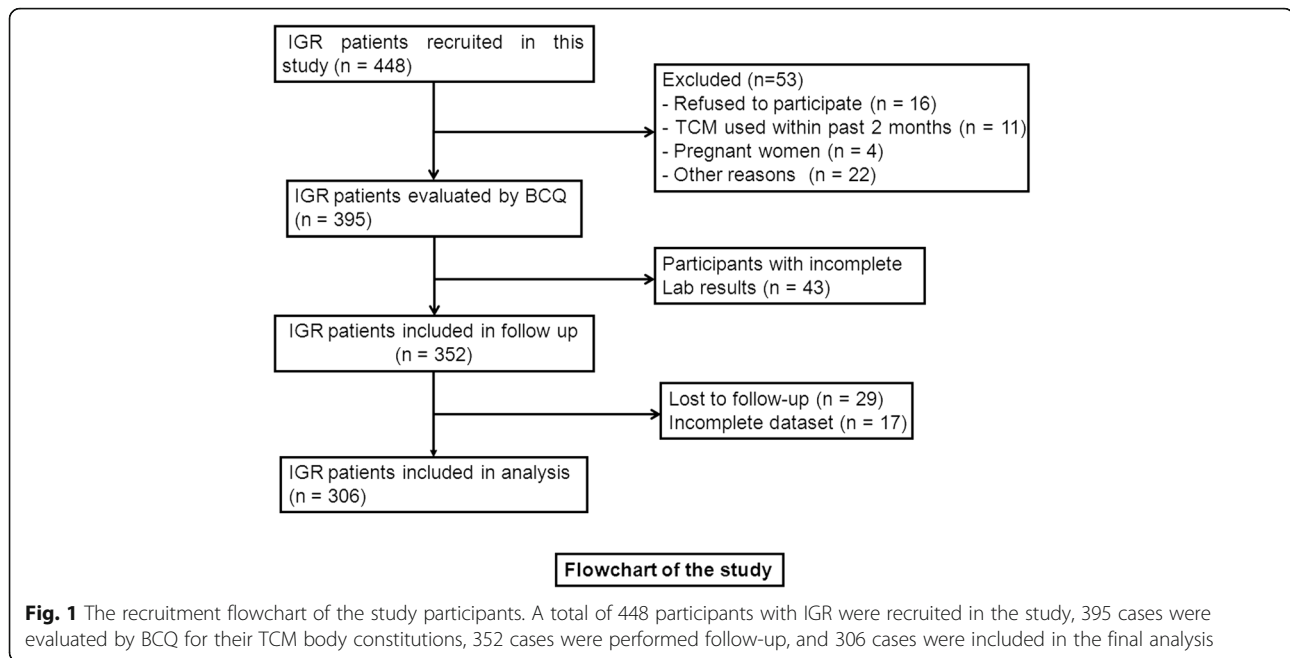 IGR patients recruited in this
study (n = 448)
Excluded (n=53)
- Refused to participate (n = 16)
- TCM used within past 2 months (n = 11)
- Pregnant women (n = 4)
- Other reasons (n = 22)
IGR patients evaluated by BCQ
(n = 395)
Participants with incomplete
Lab results (n = 43)
IGR patients included in follow up
(n = 352)
Lost to follow-up (n = 29)
Incomplete dataset (n = 17)
IGR patients included in analysis
(n = 306)
Flowchart of the study
Fig. 1 The recruitment flowchart of the study participants. A total of 448 participants with IGR were recruited in the study, 395 cases were
evaluated by BCQ for their TCM body constitutions, 352 cases were performed follow-up, and 306 cases were included in the final analysis